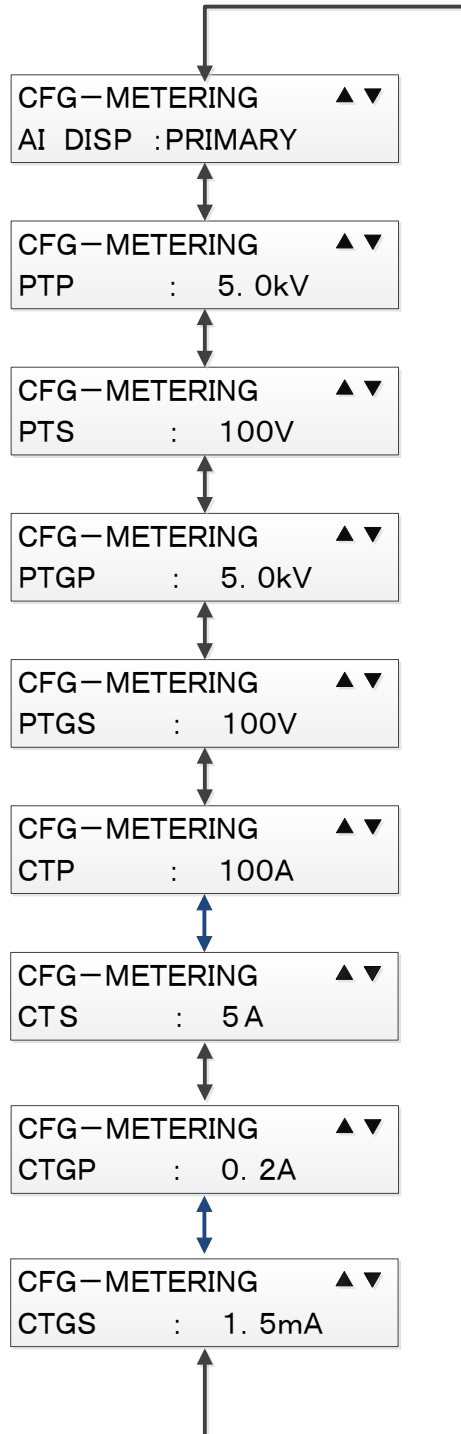 CFG－METERING ▲ ▼
AI DISP :PRIMARY
CFG－METERING ▲ ▼
PTP : 5. 0kV
CFG－METERING ▲ ▼
PTS : 100V
CFG－METERING ▲ ▼
PTGP : 5. 0kV
CFG－METERING ▲ ▼
PTGS : 100V
CFG－METERING ▲ ▼
CTP : 100A
CFG－METERING ▲ ▼
CTS : 5A
CFG－METERING ▲ ▼
CTGP : 0. 2A
CFG－METERING ▲ ▼
CTGS : 1. 5mA